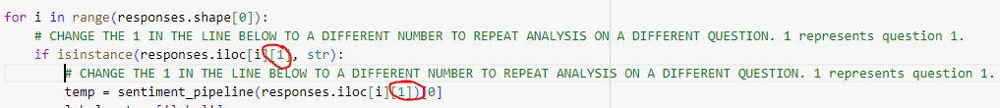 for i in range(responses.shape[0]):
# CHANGE THE 1 IN THE LINE BELOW TO A DIFFERENT NUMBER TO REPEAT ANALYSIS ON A DIFFERENT QUESTION. 1 represents question 1.
if isinstance(responses.iloc[i][1], str):
# CHANGE THE 1 IN THE LINE BELOW TO A DIFFERENT NUMBER TO REPEAT ANALYSIS ON A DIFFERENT QUESTION. 1 represents question 1.
temp = sentiment_pipeline(responses.iloc[i][1])[0]